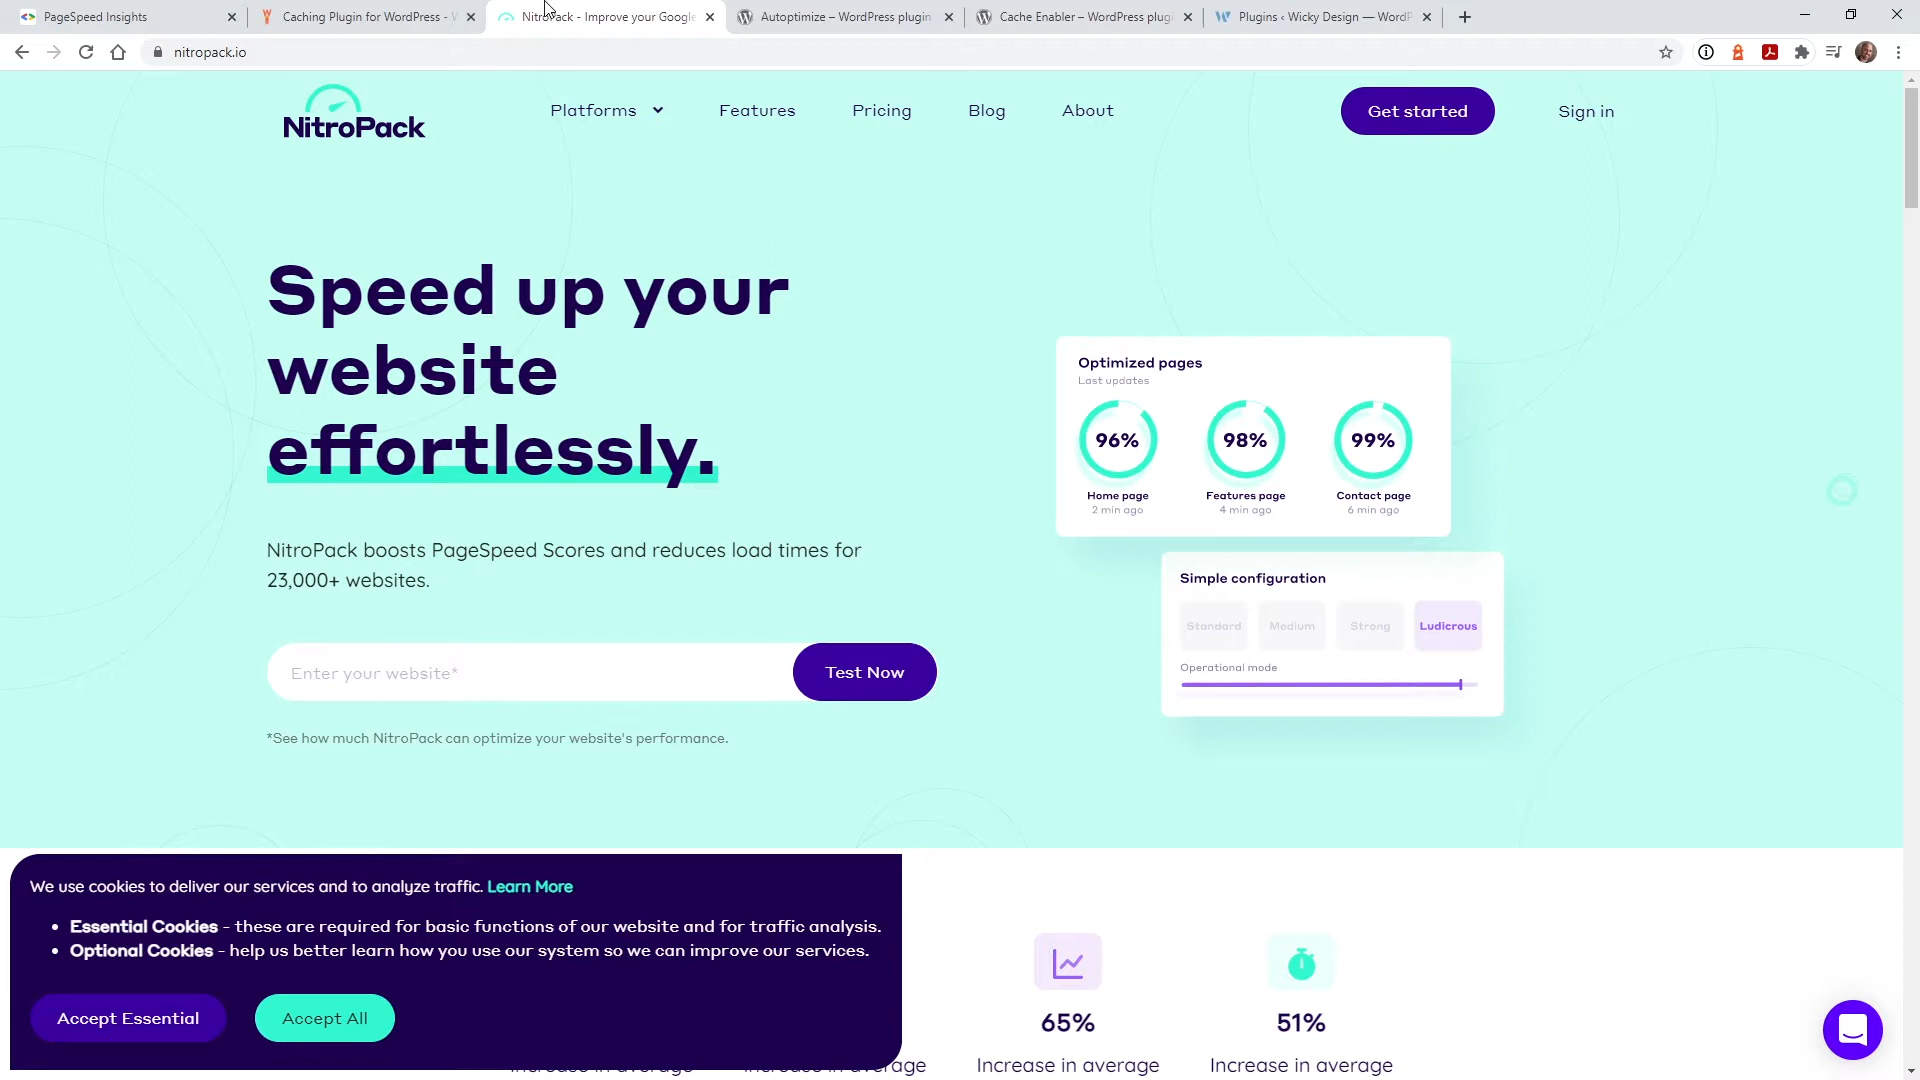 PageSpeed Insights
Caching Plugin for WordPress - W
NitroPack - Improve your Google
Autoptimize – WordPress plugin
Cache Enabler – WordPress plugi
Plugins ‹ Wicky Design — WordP
nitropack.io
NitroPack
Platforms
Features
Pricing
Blog
About
Get started
Sign in
Speed up your
website
effortlessly.
NitroPack boosts PageSpeed Scores and reduces load times for
23,000+ websites.
Enter your website*
Test Now
*See how much NitroPack can optimize your website's performance.
Optimized pages
Last updates
96%
98%
99%
Home page
Features page
Contact page
2 min ago
4 min ago
6 min ago
Simple configuration
Standard
Medium
Strong
Ludicrous
Operational mode
We use cookies to deliver our services and to analyze traffic. Learn More
• Essential Cookies - these are required for basic functions of our website and for traffic analysis.
• Optional Cookies - help us better learn how you use our system so we can improve our services.
Accept Essential
Accept All
65%
51%
Increase in average
Increase in average
Increase in average
Increase in average